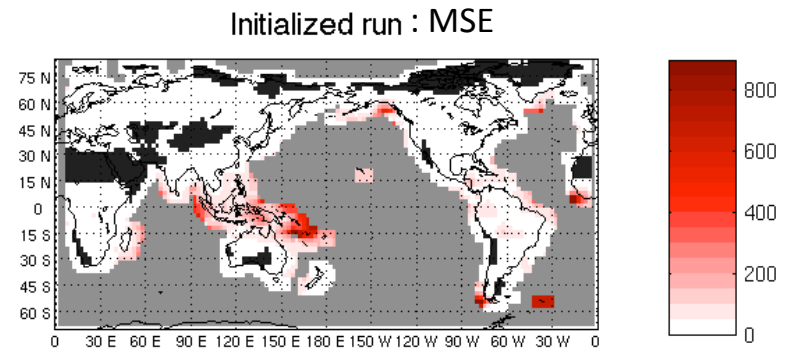 Initialized run : MSE
75 N
60 N
45 N
30 N
15 N
0
15 S
30 S
45 S
60 S
0 30 E 60 E 90 E 120 E 150 E 180 E 150 W 120 W 90 W 60 W 30 W 0
800
600
400
200
0